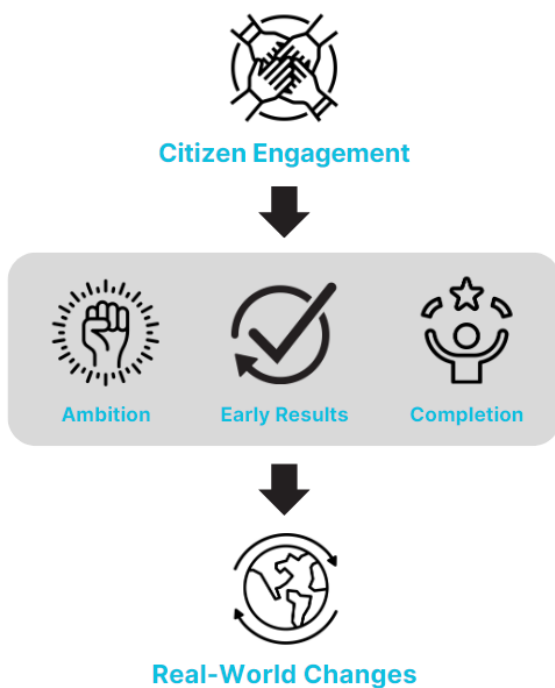 Citizen Engagement
Ambition
Early Results
Completion
Real-World Changes